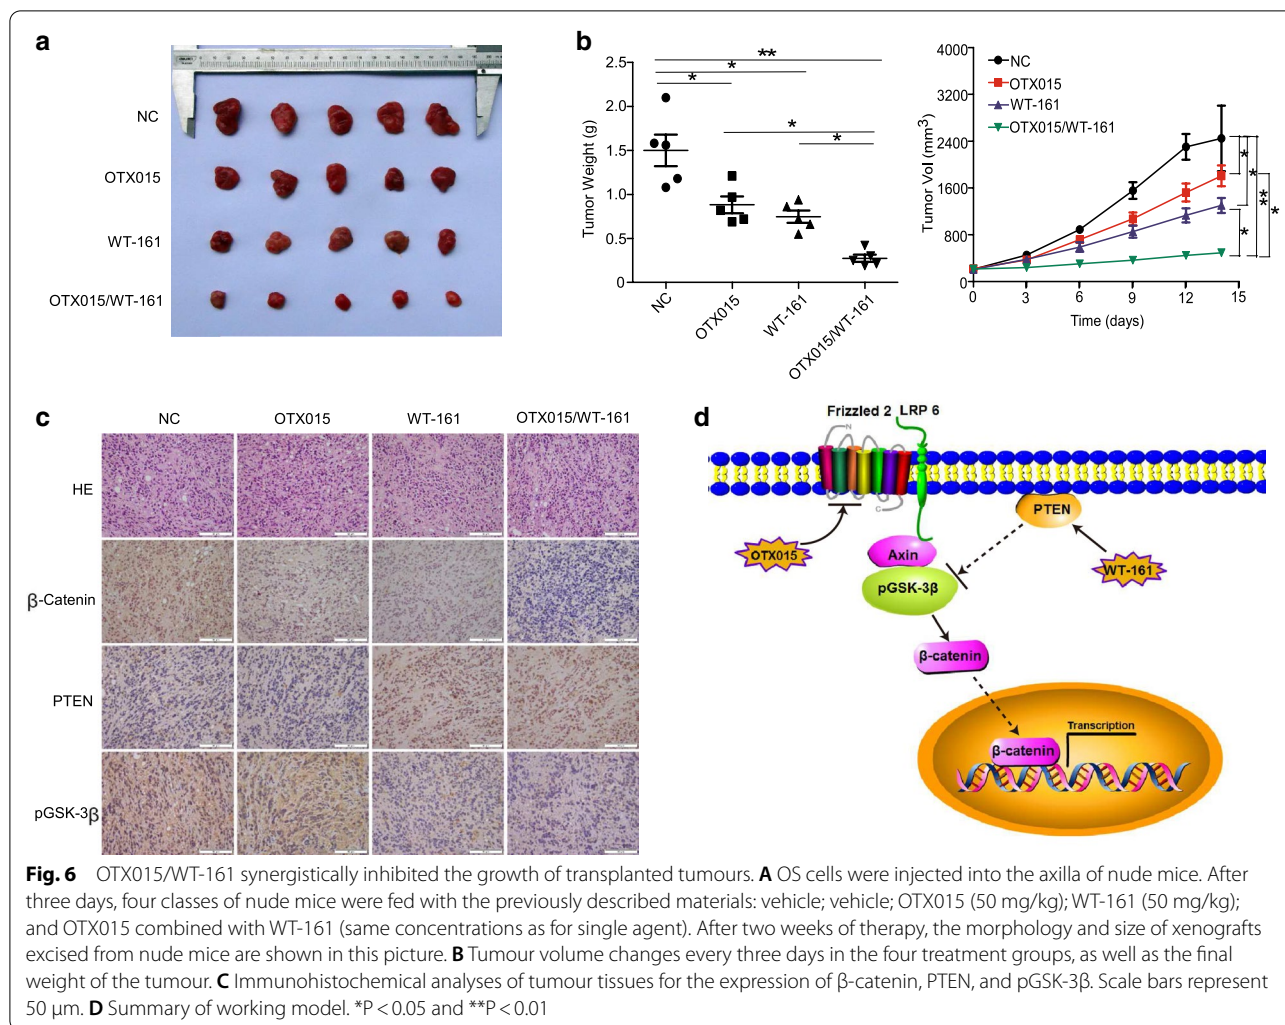 a
NC
OTX015
WT-161
OTX015/WT-161
b
2.5
2.0
1.5
1.0
0.5
0
Tumor Weight (g)
**
*
*
*
*
NC
OTX015
WT-161
OTX015/WT-161
4000
3200
2400
1600
800
0
Tumor Vol (mm3)
NC
OTX015
WT-161
OTX015/WT-161
*
*
**
*
*
0
3
6
9
12
15
Time (days)
c
NC
OTX015
WT-161
OTX015/WT-161
HE
β-Catenin
PTEN
pGSK-3β
d
Frizzled 2 LRP 6
N
C
OTX015
PTEN
WT-161
Axin
pGSK-3β
β-catenin
Transcription
β-catenin
Fig. 6 OTX015/WT-161 synergistically inhibited the growth of transplanted tumours. A OS cells were injected into the axilla of nude mice. After
three days, four classes of nude mice were fed with the previously described materials: vehicle; vehicle; OTX015 (50 mg/kg); WT-161 (50 mg/kg);
and OTX015 combined with WT-161 (same concentrations as for single agent). After two weeks of therapy, the morphology and size of xenografts
excised from nude mice are shown in this picture. B Tumour volume changes every three days in the four treatment groups, as well as the final
weight of the tumour. C Immunohistochemical analyses of tumour tissues for the expression of β-catenin, PTEN, and pGSK-3β. Scale bars represent
50 μm. D Summary of working model. *P < 0.05 and **P < 0.01